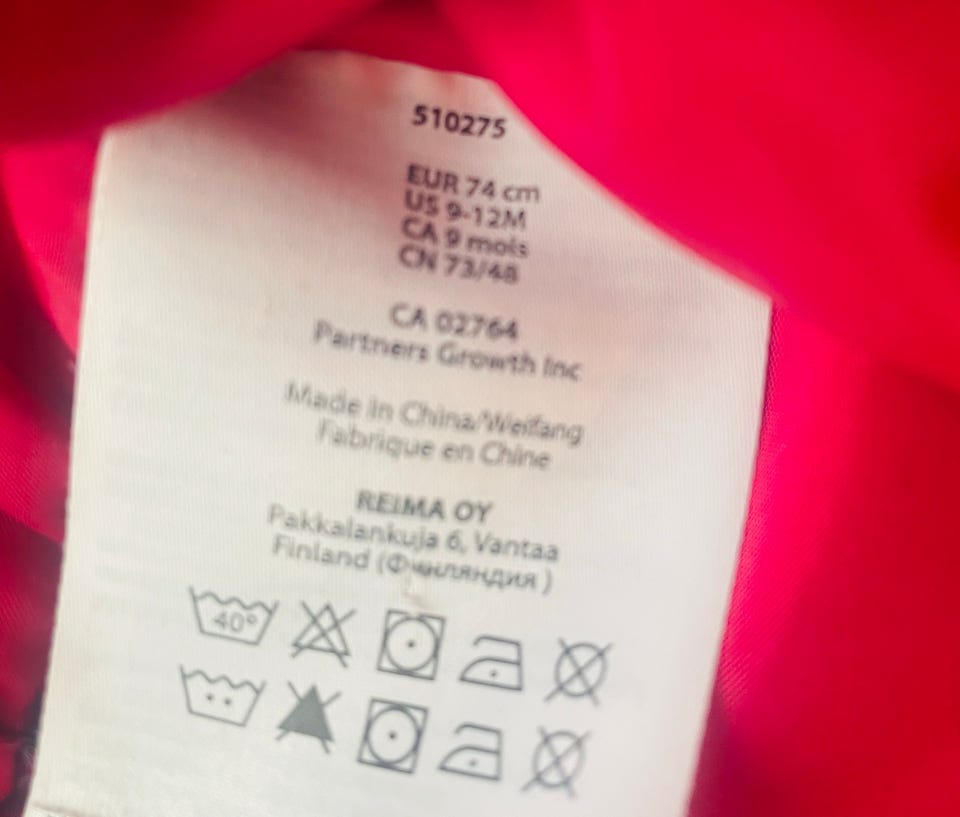 510275
EUR 74 cm
US 9-12M
CA 9 mois
CN 73/48
CA 02764
Partners Growth Inc
Made in China/Weifang
Fabrique en Chine
REIMA OY
Pakkalankuja 6, Vantaa
Finland (Финляндия )
40°